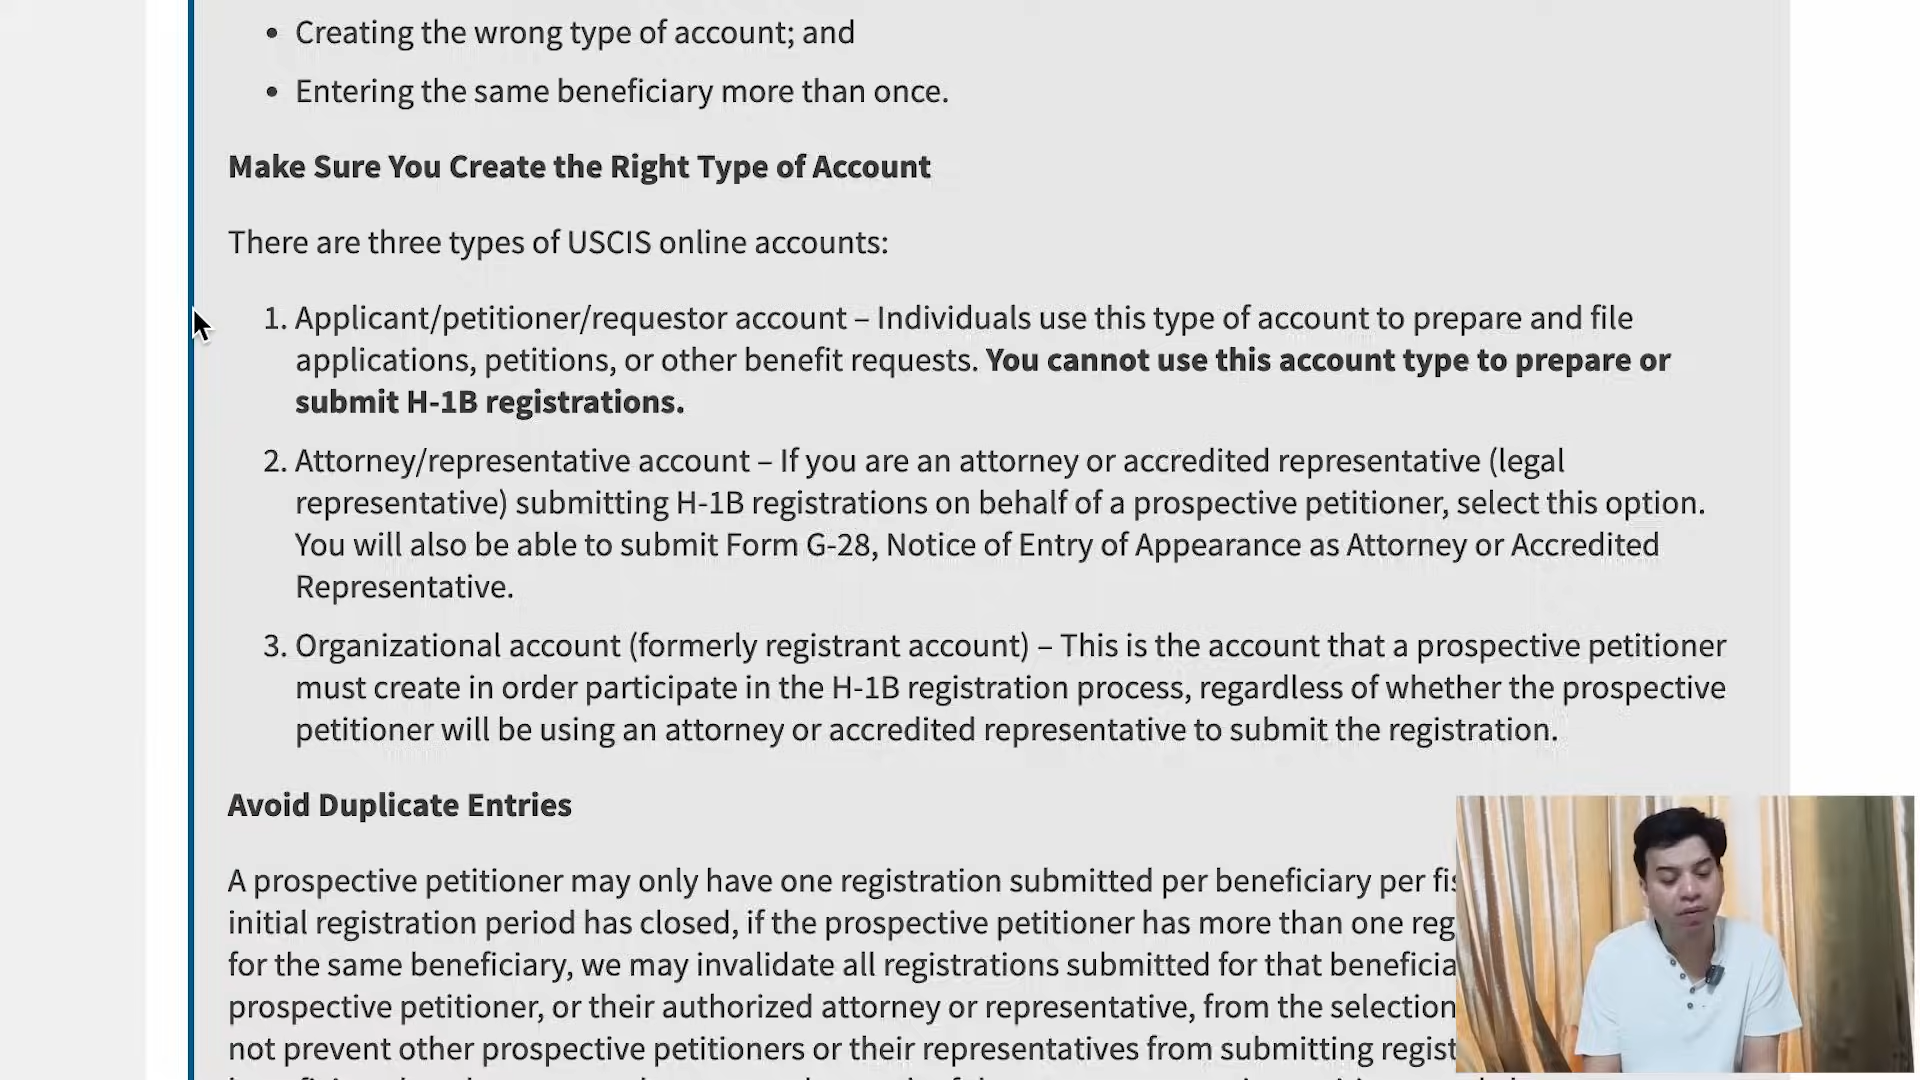 • Creating the wrong type of account; and
• Entering the same beneficiary more than once.
Make Sure You Create the Right Type of Account
There are three types of USCIS online accounts:
1. Applicant/petitioner/requestor account – Individuals use this type of account to prepare and file
applications, petitions, or other benefit requests. You cannot use this account type to prepare or
submit H-1B registrations.
2. Attorney/representative account – If you are an attorney or accredited representative (legal
representative) submitting H-1B registrations on behalf of a prospective petitioner, select this option.
You will also be able to submit Form G-28, Notice of Entry of Appearance as Attorney or Accredited
Representative.
3. Organizational account (formerly registrant account) – This is the account that a prospective petitioner
must create in order participate in the H-1B registration process, regardless of whether the prospective
petitioner will be using an attorney or accredited representative to submit the registration.
Avoid Duplicate Entries
A prospective petitioner may only have one registration submitted per beneficiary per
initial registration period has closed, if the prospective petitioner has more than one
for the same beneficiary, we may invalidate all registrations submitted for that
prospective petitioner, or their authorized attorney or representative, from the selection
not prevent other prospective petitioners or their representatives from submitting